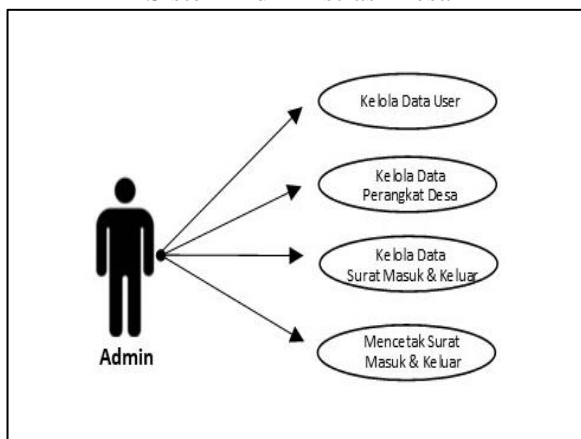 Kelola Data User
Kelola Data
Perangkat Desa
Kelola Data
Surat Masuk & Keluar
Mencetak Surat
Masuk & Keluar
Admin